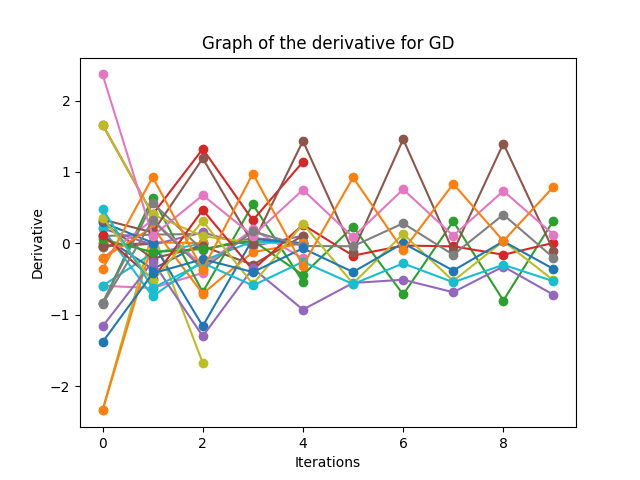 Graph of the derivative for GD
Derivative
2
1
0
−1
−2
0 2 4 6 8
Iterations